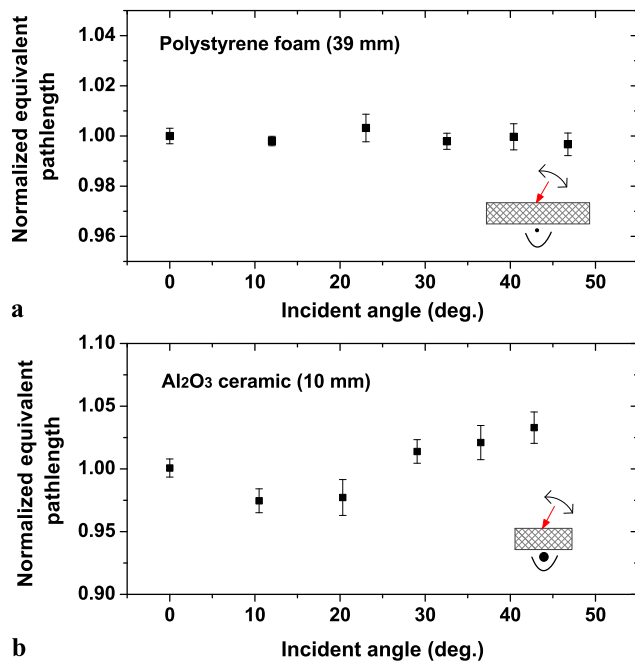 1.04
Polystyrene foam (39 mm)
1.02
1.00
0.98
0.96
Normalized equivalent
pathlength
0 10 20 30 40 50
a
Incident angle (deg.)
1.10
Al₂O₃ ceramic (10 mm)
1.05
1.00
0.95
0.90
Normalized equivalent
pathlength
0 10 20 30 40 50
b
Incident angle (deg.)